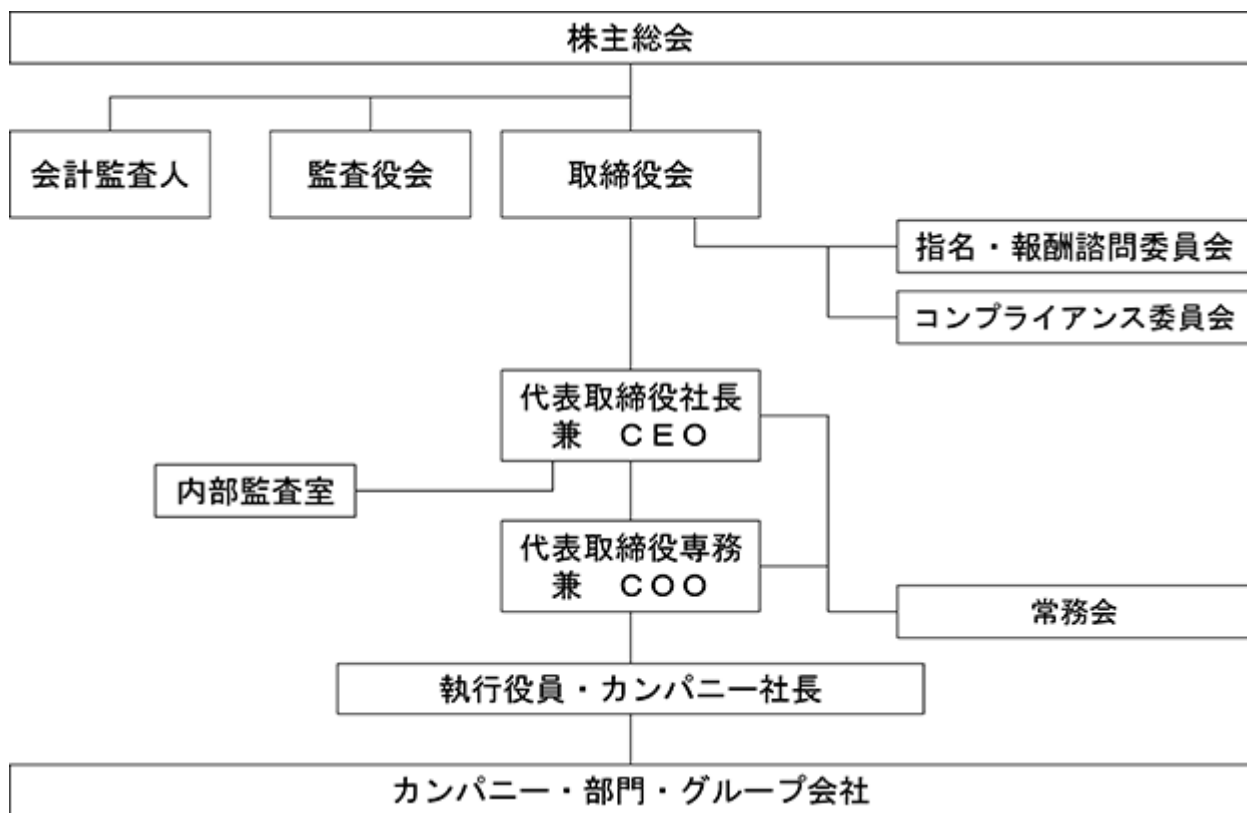 株主総会
会計監査人
監査役会
取締役会
指名・報酬諮問委員会
コンプライアンス委員会
代表取締役社長
兼　ＣＥＯ
内部監査室
代表取締役専務
兼　ＣＯＯ
常務会
執行役員・カンパニー社長
カンパニー・部門・グループ会社